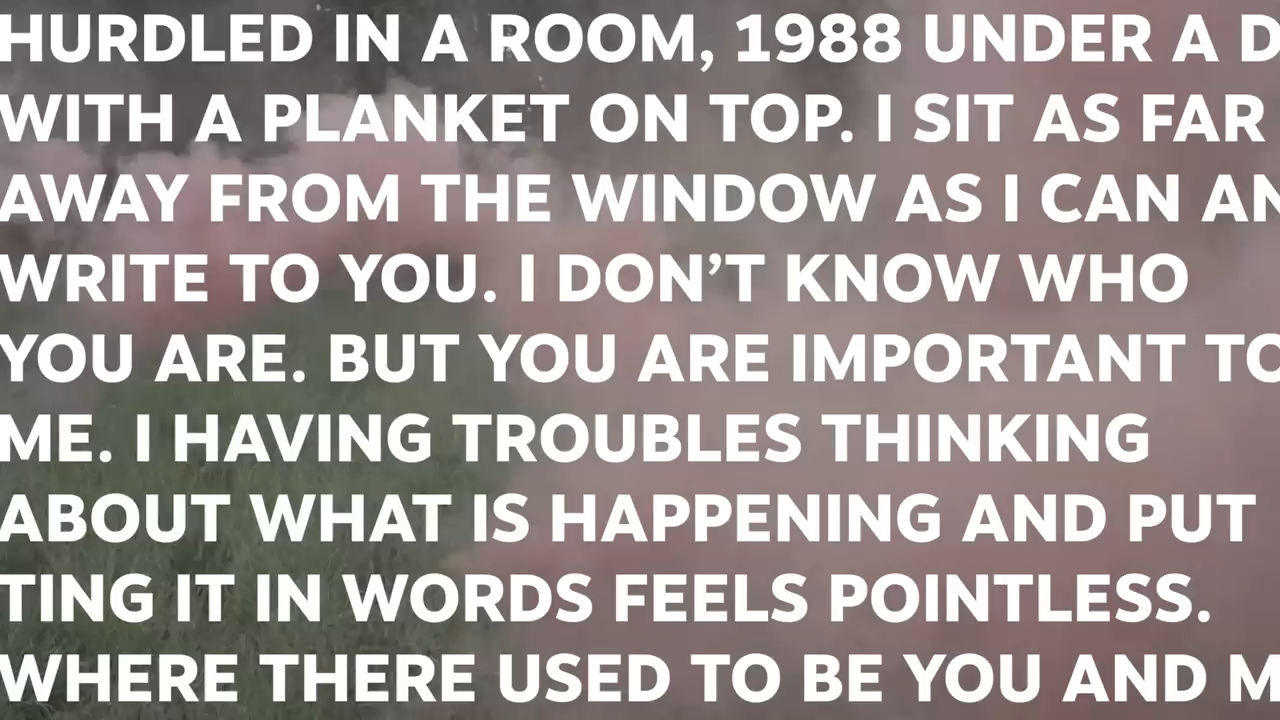 HURDLED IN A ROOM, 1988 UNDER A D
WITH A PLANKET ON TOP. I SIT AS FAR
AWAY FROM THE WINDOW AS I CAN AN
WRITE TO YOU. I DON’T KNOW WHO
YOU ARE. BUT YOU ARE IMPORTANT TO
ME. I HAVING TROUBLES THINKING
ABOUT WHAT IS HAPPENING AND PUT
TING IT IN WORDS FEELS POINTLESS.
WHERE THERE USED TO BE YOU AND M